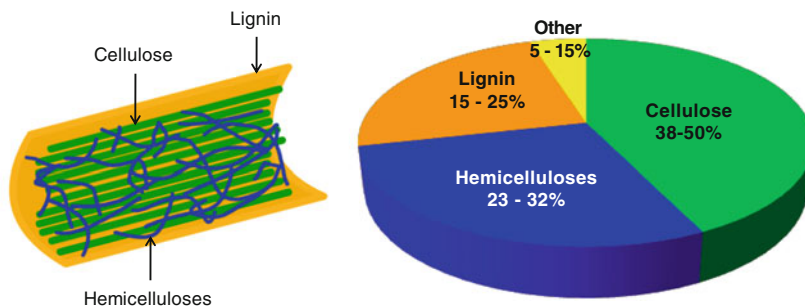 Lignin
Cellulose
Hemicelluloses
Other
5 - 15%
Lignin
15 - 25%
Cellulose
38-50%
Hemicelluloses
23 - 32%